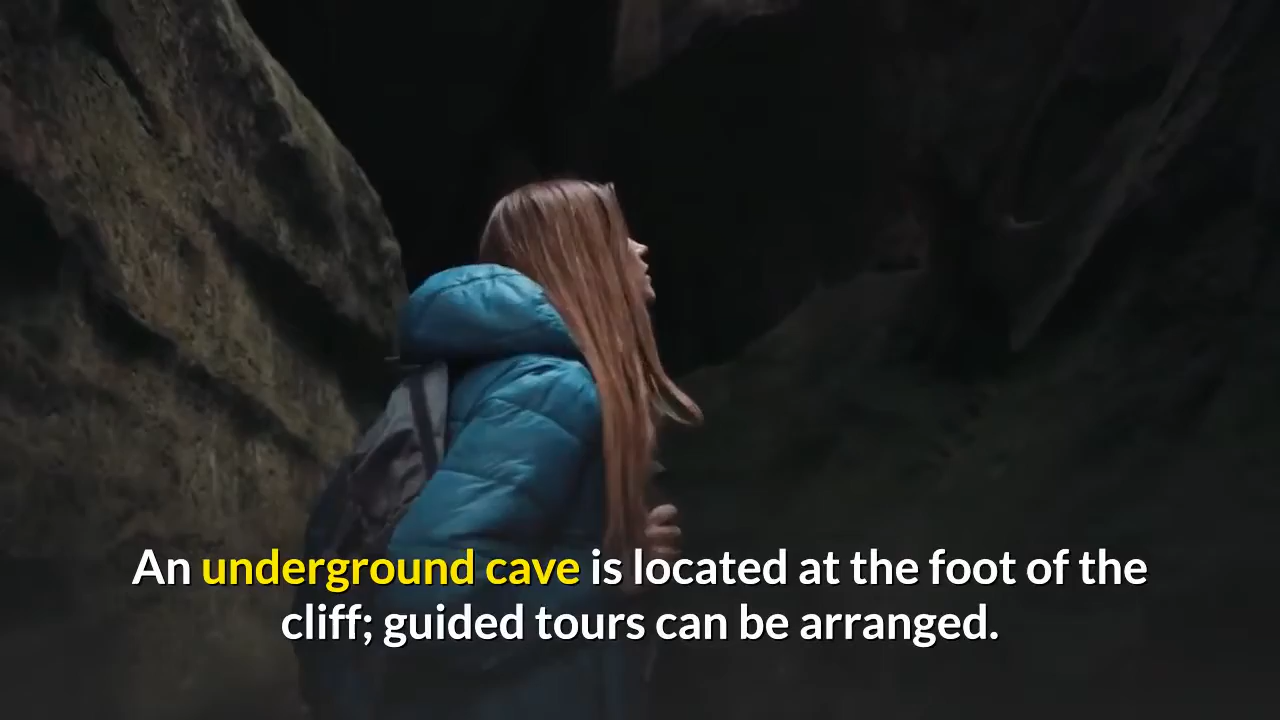 An underground cave is located at the foot of the
cliff; guided tours can be arranged.